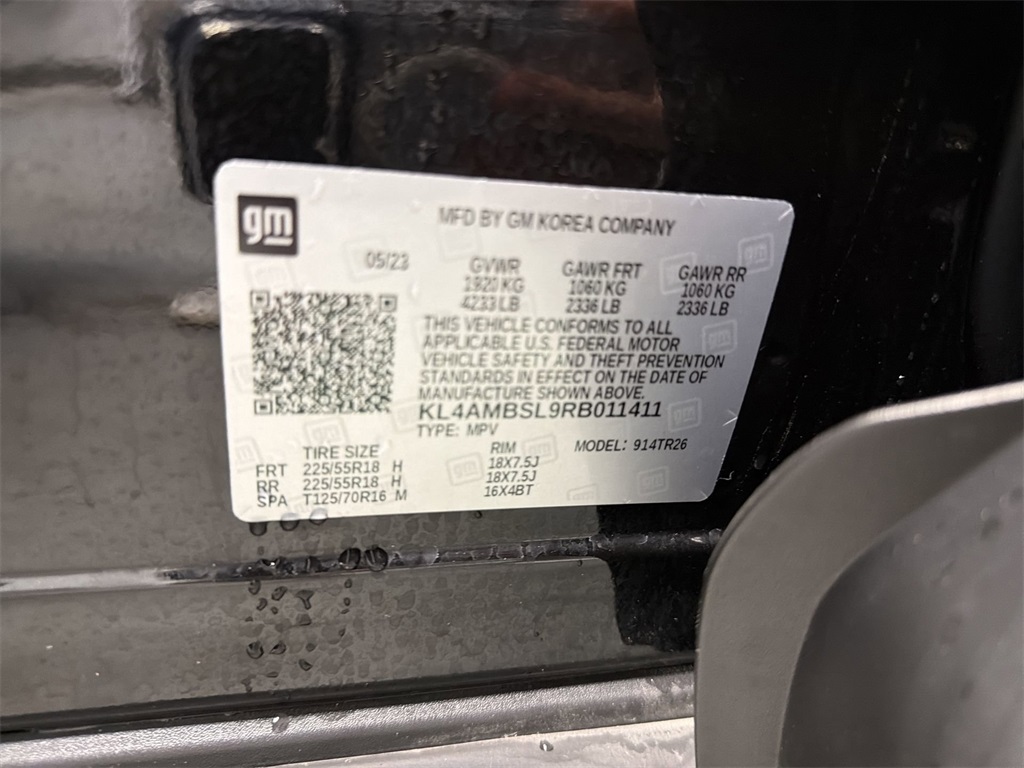 gm
MFD BY GM KOREA COMPANY
05/23 GVWR GAWR FRT GAWR RR
1920 KG 1060 KG 1060 KG
4233 LB 2336 LB 2336 LB
THIS VEHICLE CONFORMS TO ALL
APPLICABLE U.S. FEDERAL MOTOR
VEHICLE SAFETY AND THEFT PREVENTION
STANDARDS IN EFFECT ON THE DATE OF
MANUFACTURE SHOWN ABOVE.
KL4AMBSL9RB011411
TYPE: MPV
TIRE SIZE RIM MODEL: 914TR26
FRT 225/55R18 H 18X7.5J
RR 225/55R18 H 18X7.5J
SPA T125/70R16 M 16X4BT